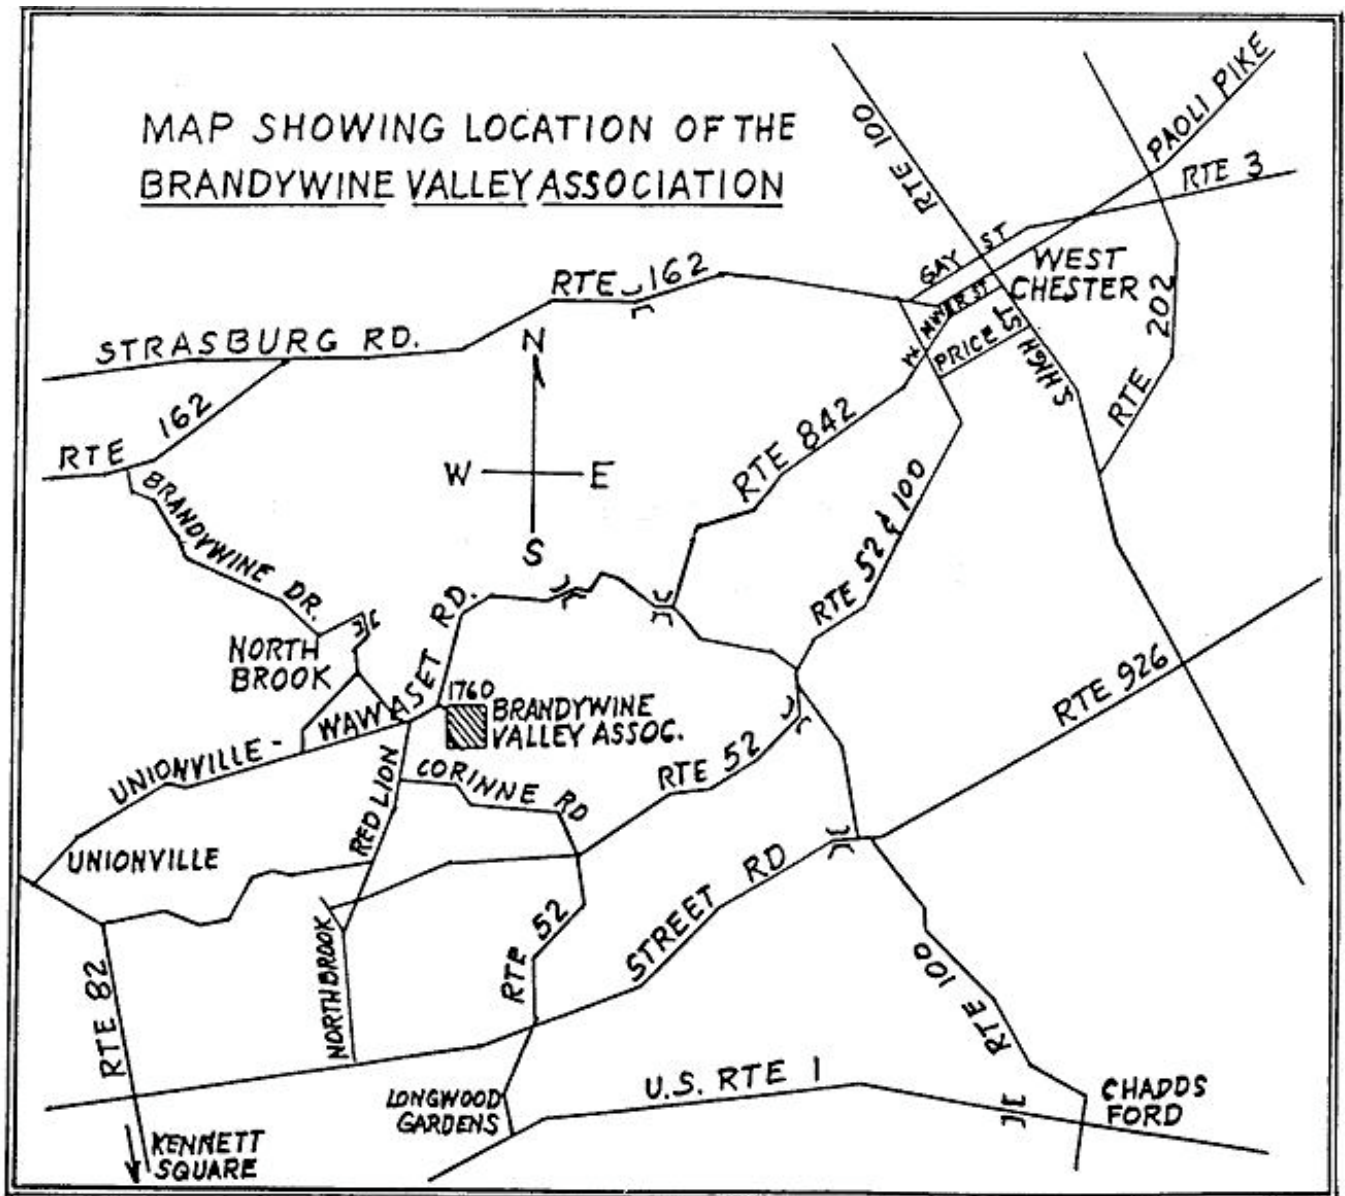 MAP SHOWING LOCATION OF THE
BRANDYWINE VALLEY ASSOCIATION
RTE 100
PAOLI PIKE
RTE 3
GAY ST
WEST
CHESTER
RTE 162
W. MINER ST
PRICE ST
S. HIGH ST
RTE 202
STRASBURG RD.
N
W
E
S
RTE 162
RTE 842
BRANDYWINE DR.
RTE 52 & 100
NORTH
BROOK
UNIONVILLE-WAWASET RD.
1760
BRANDYWINE
VALLEY ASSOC.
RTE 926
CORINNE RD
RTE 52
RED LION
UNIONVILLE
STREET RD
RTE 52
NORTHBROOK
RTE 82
RTE 100
U.S. RTE 1
LONGWOOD
GARDENS
CHADDS
FORD
KENNETT
SQUARE